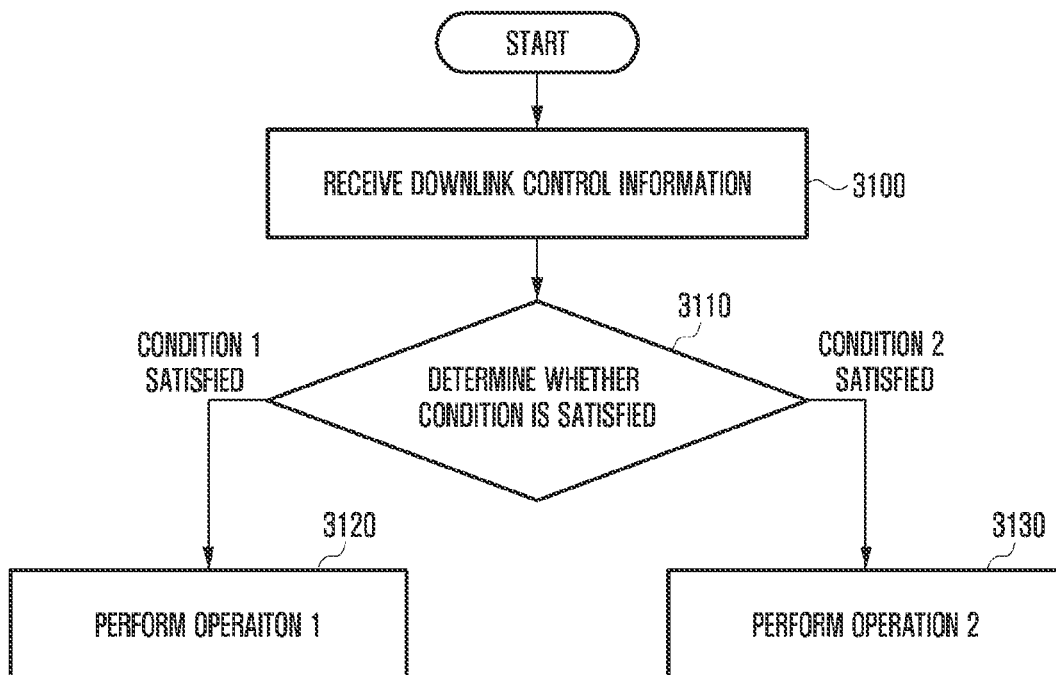 START
RECEIVE DOWNLINK CONTROL INFORMATION
3100
3110
CONDITION 1
SATISFIED
DETERMINE WHETHER
CONDITION IS SATISFIED
CONDITION 2
SATISFIED
3120
3130
PERFORM OPERAITON 1
PERFORM OPERATION 2